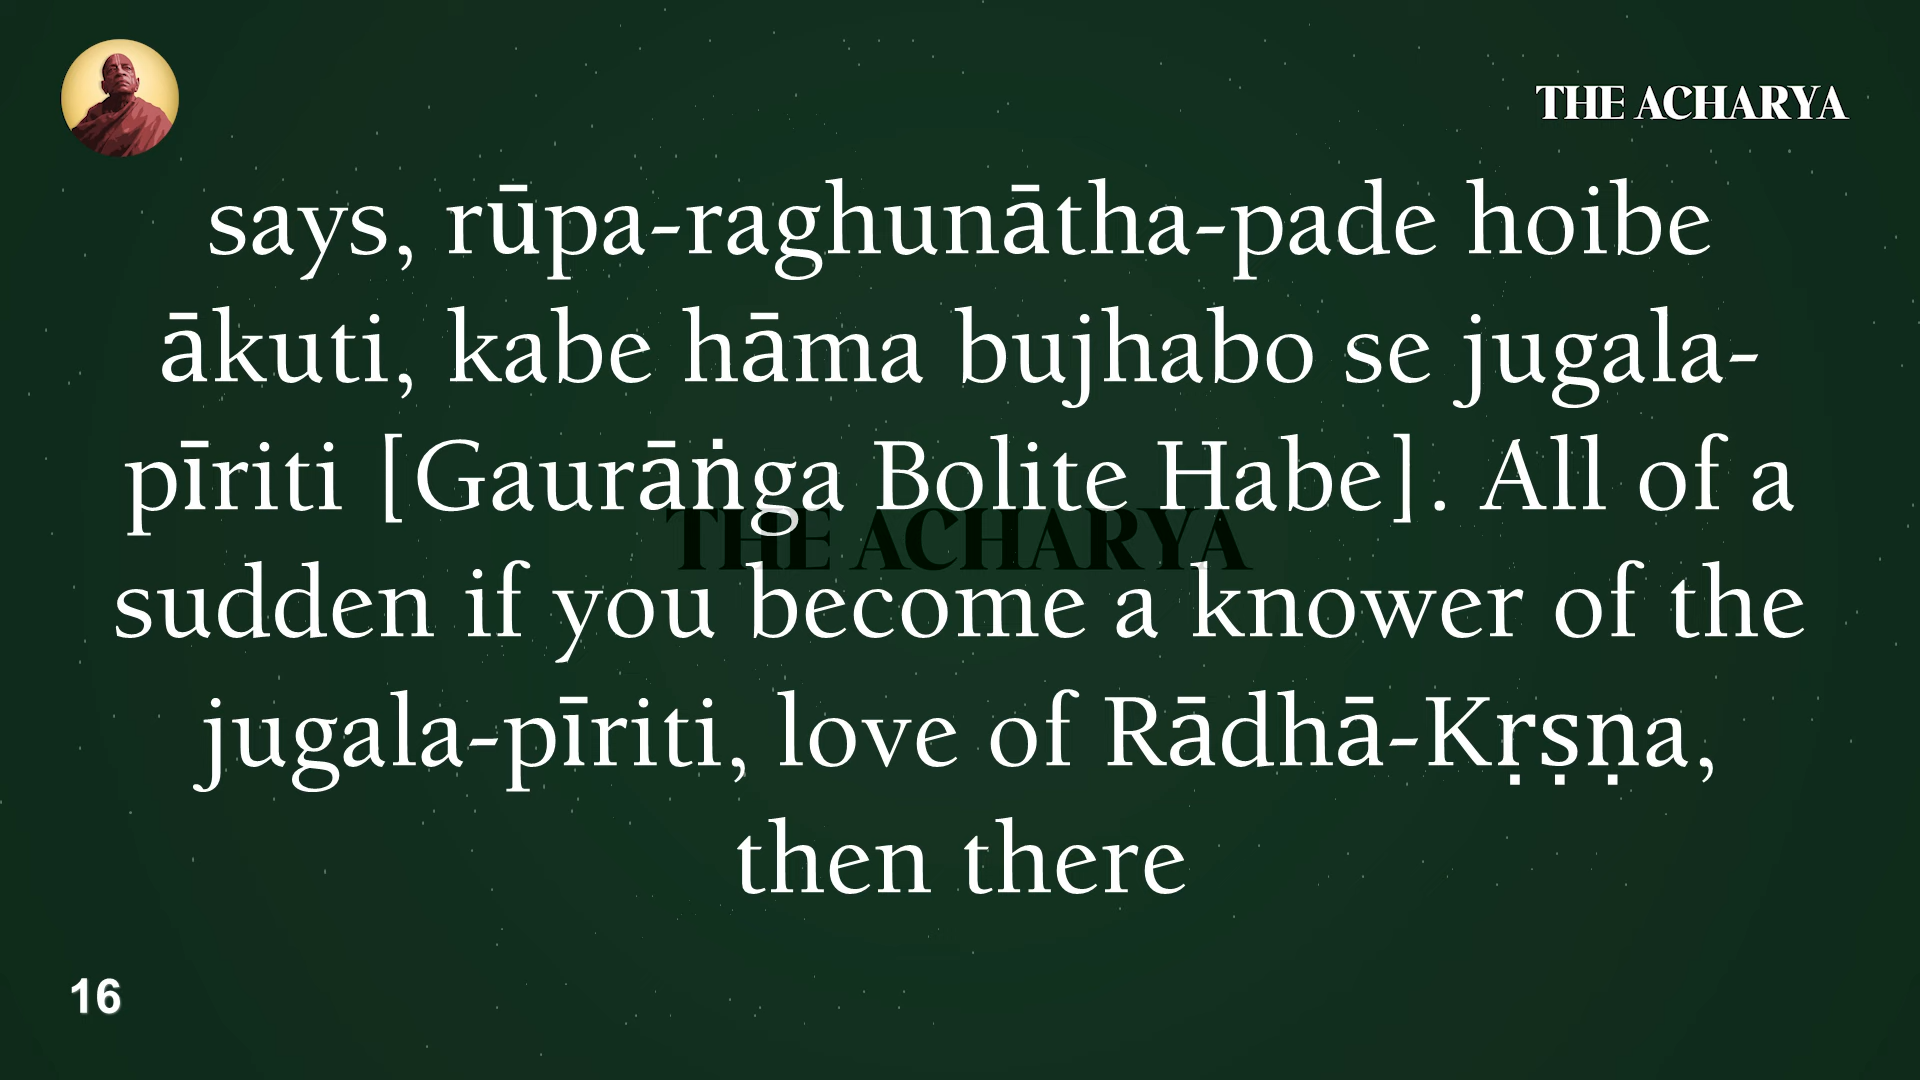 THE ACHARYA
says, rūpa-raghunātha-pade hoibe
ākuti, kabe hāma bujhabo se jugala-
pīriti [Gaurāṅga Bolite Habe]. All of a
THE ACHARYA
sudden if you become a knower of the
jugala-pīriti, love of Rādhā-Kṛṣṇa,
then there
16